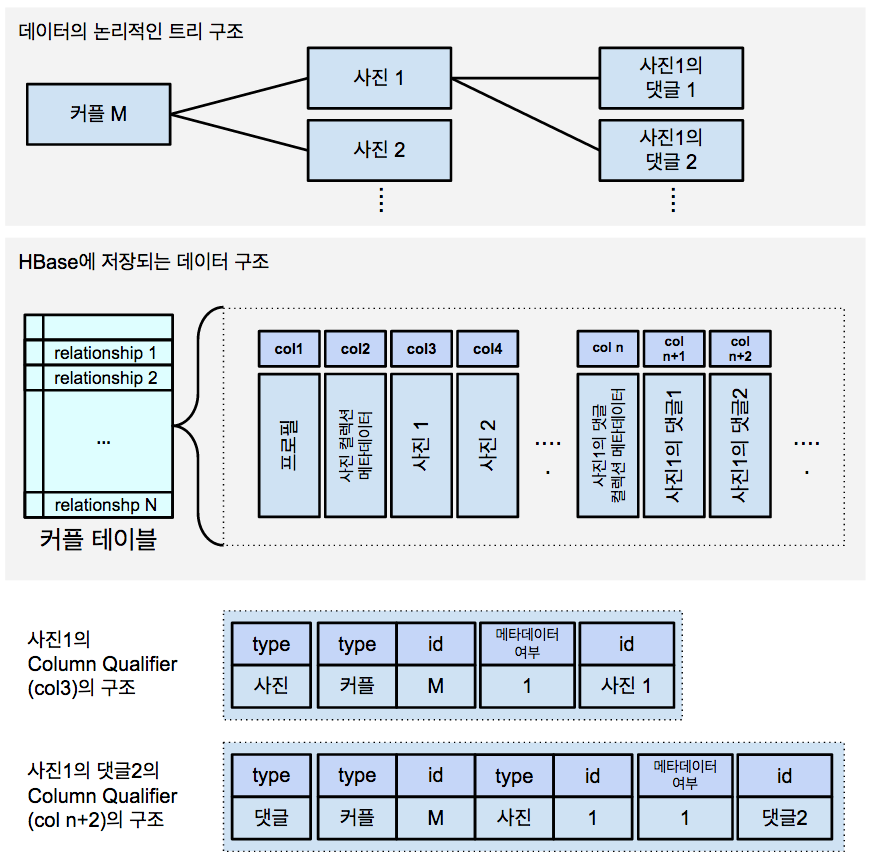 데이터의 논리적인 트리 구조
커플 M
사진 1
사진 2
사진1의
댓글 1
사진1의
댓글 2
HBase에 저장되는 데이터 구조
relationship 1
relationship 2
...
relationshp N
커플 테이블
col1
col2
col3
col4
col n
col
n+1
col
n+2
프로필
사진 컬렉션
메타데이터
사진 1
사진 2
....
.
사진1의 댓글
컬렉션 메타데이터
사진1의 댓글1
사진1의 댓글2
....
.
사진1의
Column Qualifier
(col3)의 구조
type
type
id
메타데이터
여부
id
사진
커플
M
1
사진 1
사진1의 댓글2의
Column Qualifier
(col n+2)의 구조
type
type
id
type
id
메타데이터
여부
id
댓글
커플
M
사진
1
1
댓글2